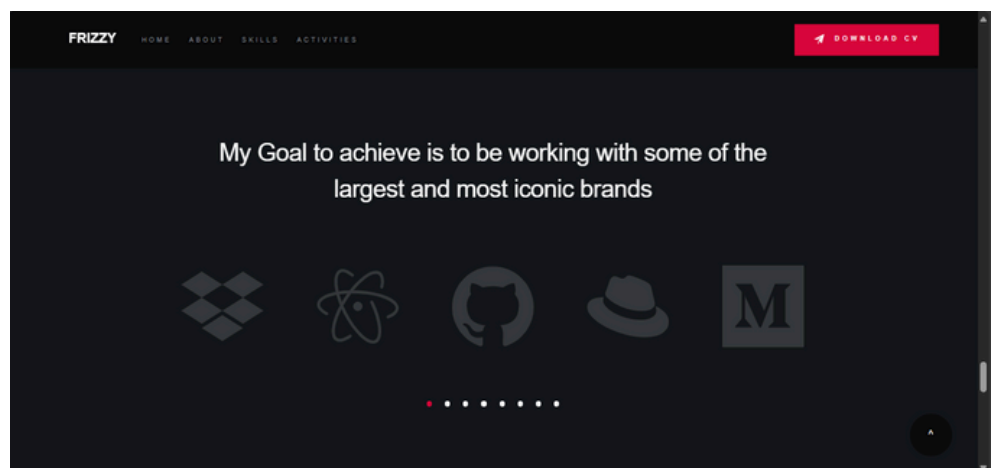 FRIZZY HOME ABOUT SKILLS ACTIVITIES DOWNLOAD CV
My Goal to achieve is to be working with some of the
largest and most iconic brands
M
^